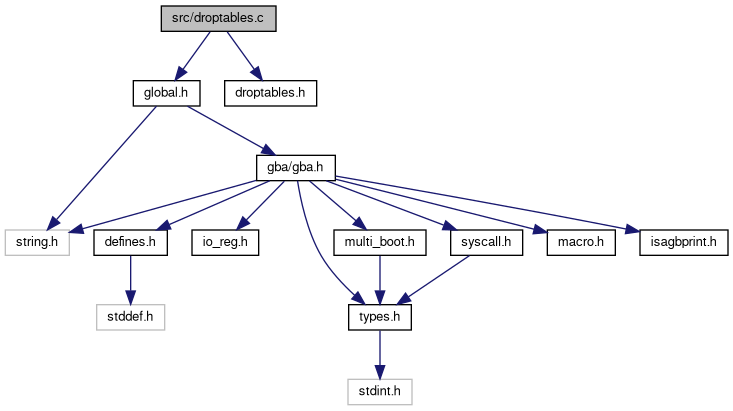 src/droptables.c
global.h
droptables.h
gba/gba.h
string.h
defines.h
io_reg.h
multi_boot.h
syscall.h
macro.h
isagbprint.h
stddef.h
types.h
stdint.h